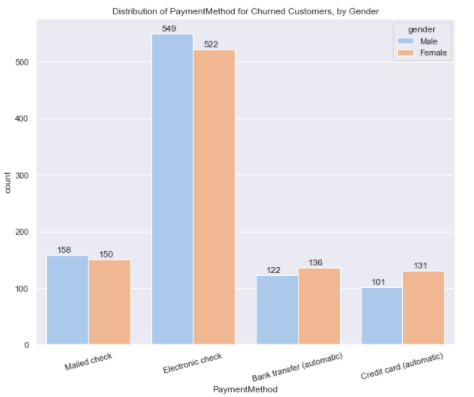 Distribution of PaymentMethod for Churned Customers, by Gender
gender
Male
Female
549
522
158
150
122
136
101
131
500
400
300
200
100
0
count
Mailed check
Electronic check
Bank transfer (automatic)
Credit card (automatic)
PaymentMethod